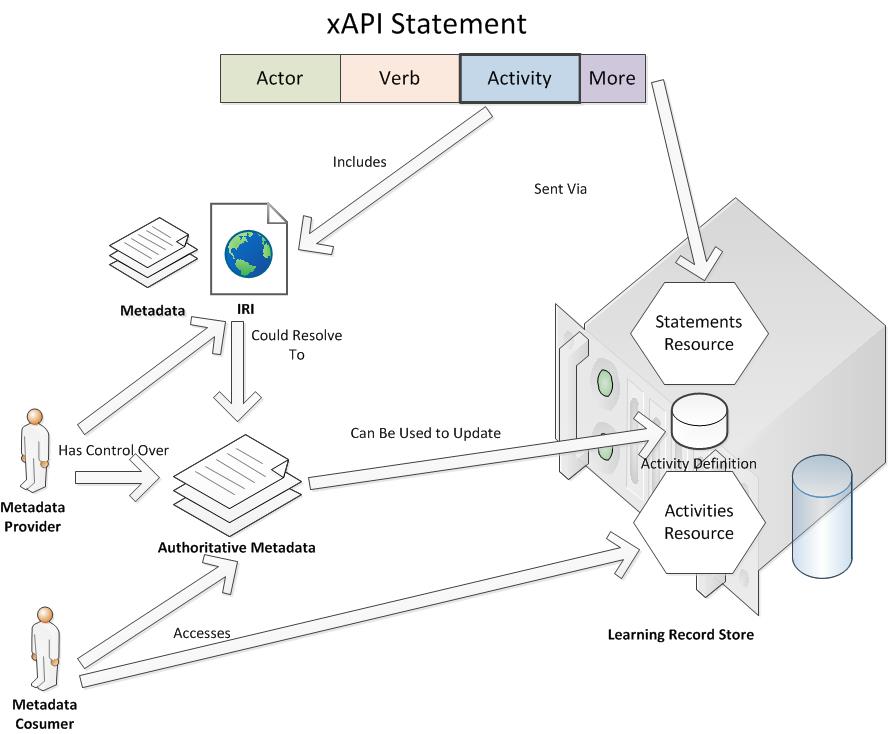 xAPI Statement
Actor
Verb
Activity
More
Includes
Sent Via
Metadata
IRI
Could Resolve
To
Statements
Resource
Has Control Over
Can Be Used to Update
Activity Definition
Metadata
Provider
Activities
Resource
Authoritative Metadata
Accesses
Learning Record Store
Metadata
Cosumer